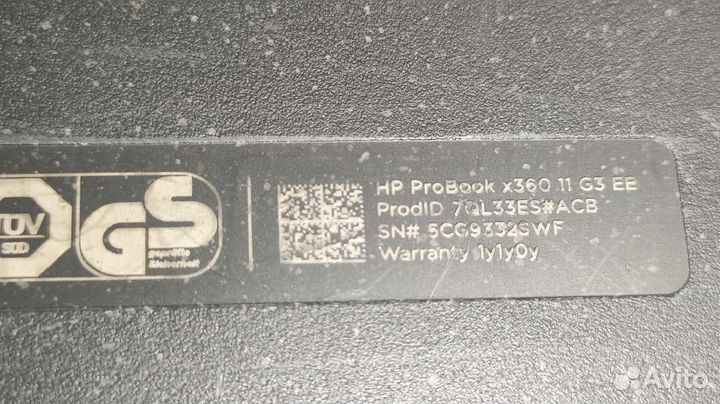 TÜV
SÜD
GS
HP ProBook x360 11 G3 EE
ProdID 7QL33ES#ACB
SN# 5CG9332SWF
Warranty 1y1y0y
Avito